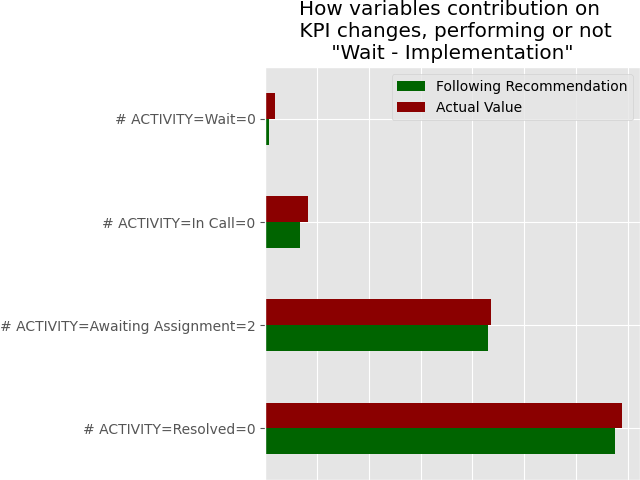 How variables contribution on
KPI changes, performing or not
"Wait - Implementation"
Following Recommendation
Actual Value
# ACTIVITY=Wait=0
# ACTIVITY=In Call=0
# ACTIVITY=Awaiting Assignment=2
# ACTIVITY=Resolved=0